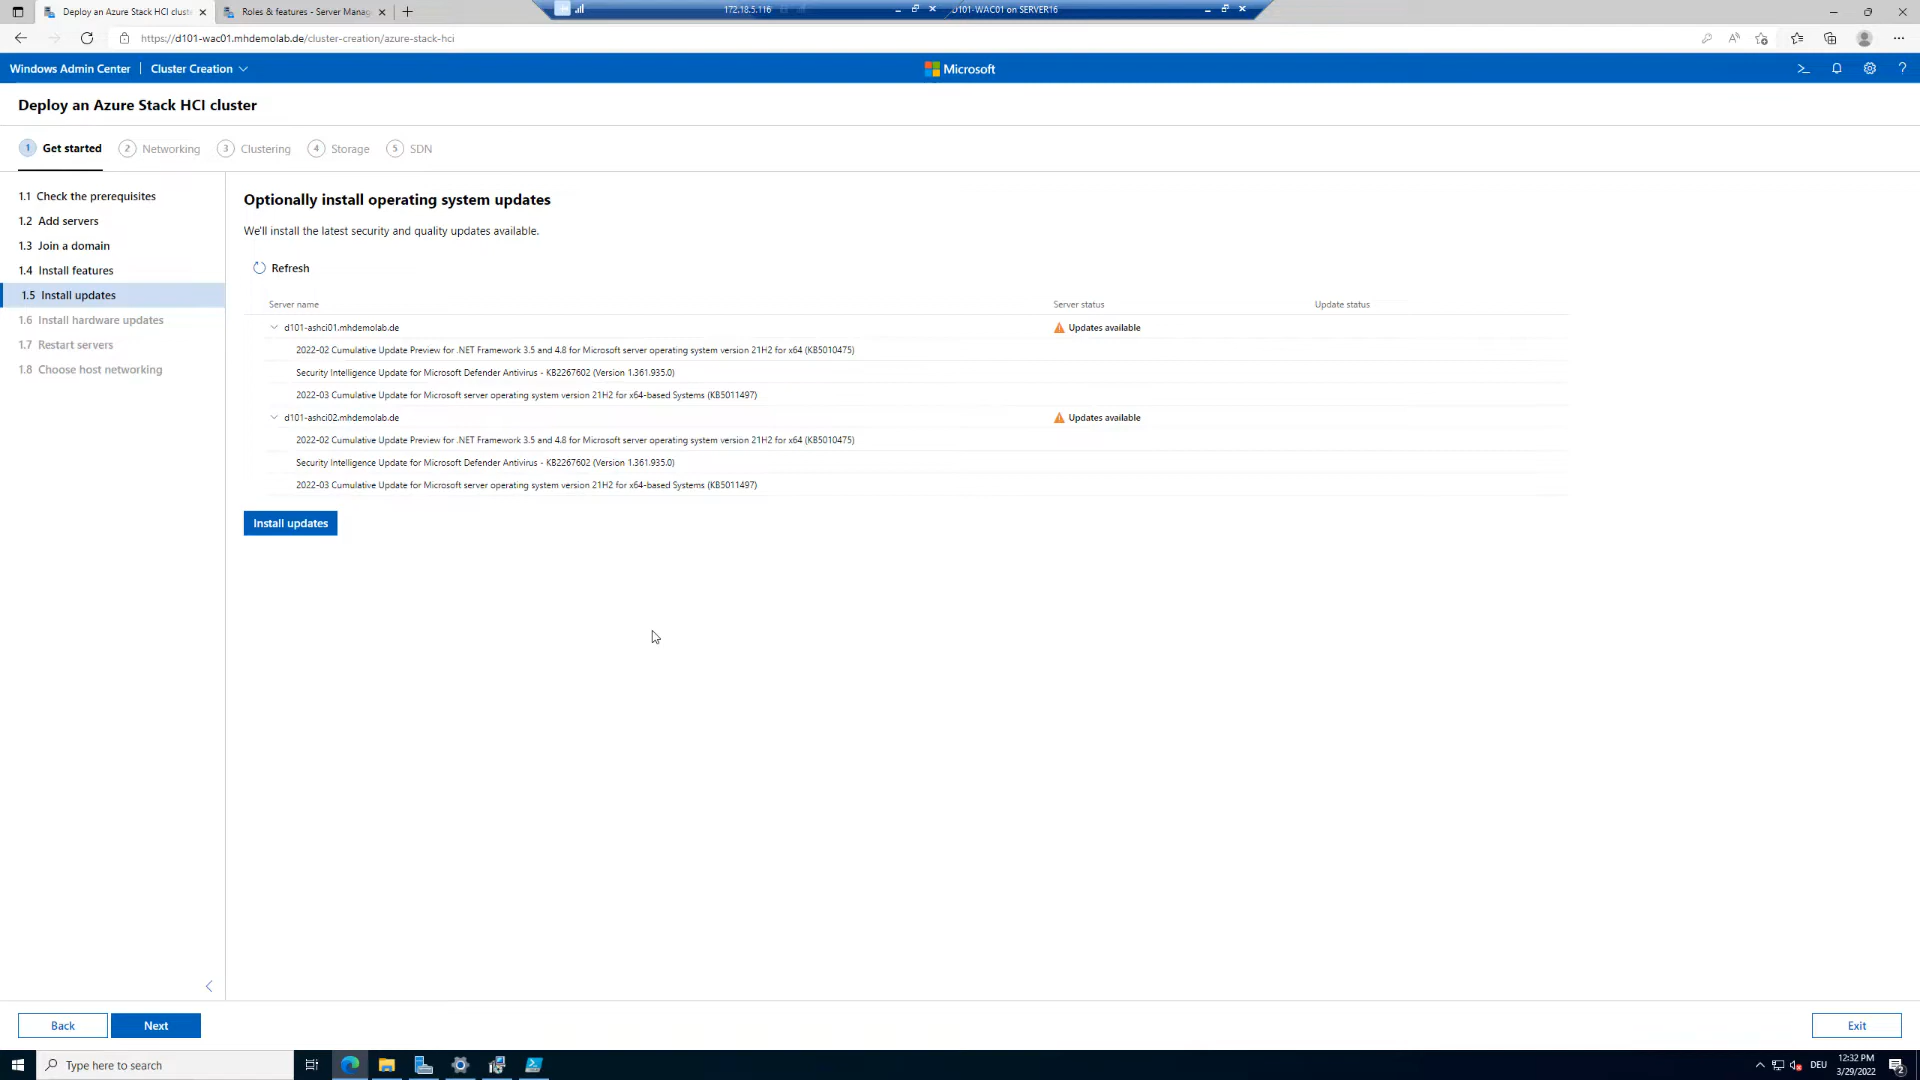 Deploy an Azure Stack HCI cluste
Roles & features - Server Manag
172.18.5.116
D101-WAC01 on SERVER16
https://d101-wac01.mhdemolab.de/cluster-creation/azure-stack-hci
Windows Admin Center
Cluster Creation
Microsoft
Deploy an Azure Stack HCI cluster
1 Get started
2 Networking
3 Clustering
4 Storage
5 SDN
1.1 Check the prerequisites
1.2 Add servers
1.3 Join a domain
1.4 Install features
1.5 Install updates
1.6 Install hardware updates
1.7 Restart servers
1.8 Choose host networking
Optionally install operating system updates
We'll install the latest security and quality updates available.
Refresh
Server name
Server status
Update status
d101-ashci01.mhdemolab.de
Updates available
2022-02 Cumulative Update Preview for .NET Framework 3.5 and 4.8 for Microsoft server operating system version 21H2 for x64 (KB5010475)
Security Intelligence Update for Microsoft Defender Antivirus - KB2267602 (Version 1.361.935.0)
2022-03 Cumulative Update for Microsoft server operating system version 21H2 for x64-based Systems (KB5011497)
d101-ashci02.mhdemolab.de
Updates available
2022-02 Cumulative Update Preview for .NET Framework 3.5 and 4.8 for Microsoft server operating system version 21H2 for x64 (KB5010475)
Security Intelligence Update for Microsoft Defender Antivirus - KB2267602 (Version 1.361.935.0)
2022-03 Cumulative Update for Microsoft server operating system version 21H2 for x64-based Systems (KB5011497)
Install updates
Back
Next
Exit
Type here to search
DEU
12:32 PM
3/29/2022
2